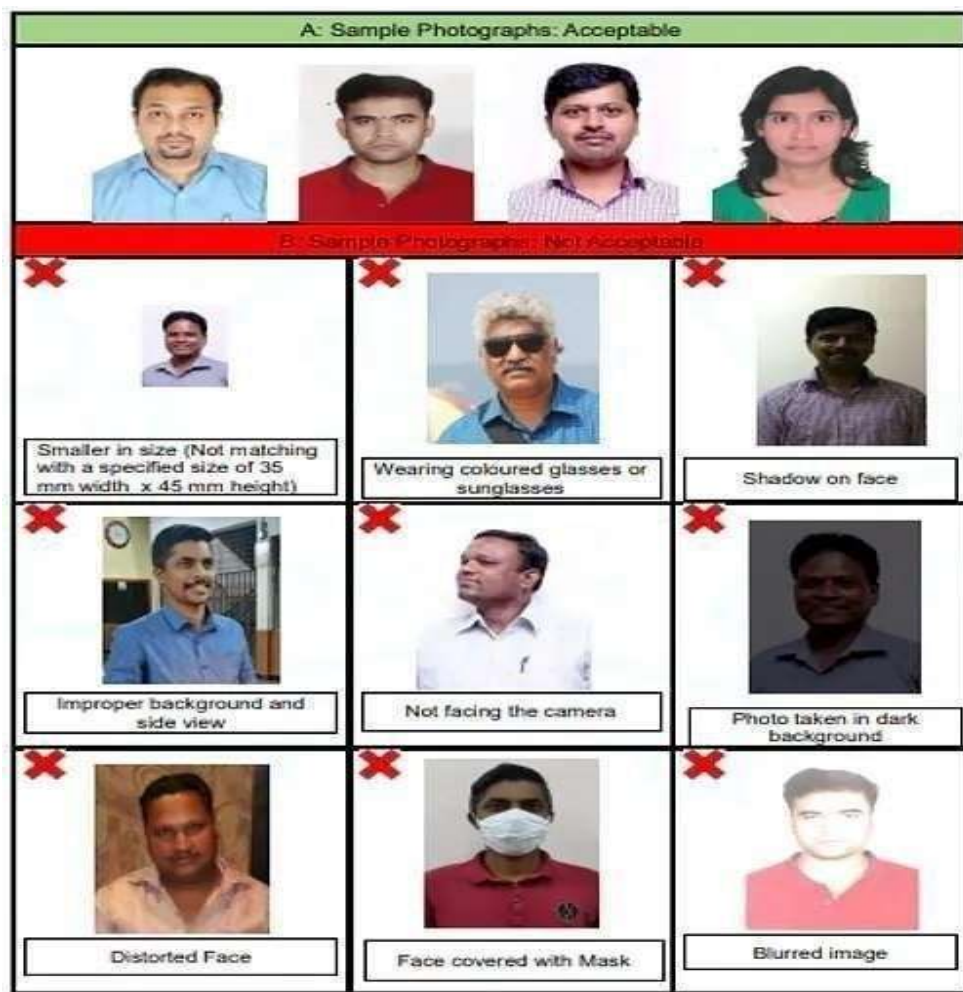 A: Sample Photographs: Acceptable
B: Sample Photographs: Not Acceptable
Smaller in size (Not matching
with a specified size of 35
mm width x 45 mm height)
Wearing coloured glasses or
sunglasses
Shadow on face
Improper background and
side view
Not facing the camera
Photo taken in dark
background
Distorted Face
Face covered with Mask
Blurred image